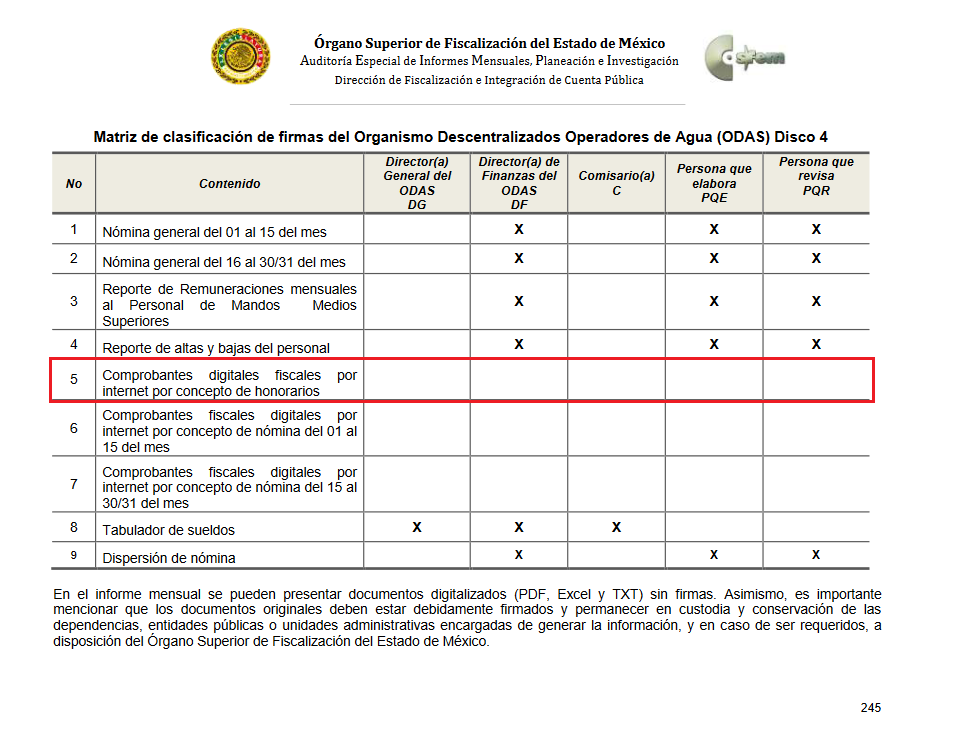 Órgano Superior de Fiscalización del Estado de México
Auditoría Especial de Informes Mensuales, Planeación e Investigación
Dirección de Fiscalización e Integración de Cuenta Pública
osfem
Matriz de clasificación de firmas del Organismo Descentralizados Operadores de Agua (ODAS) Disco 4
No
Contenido
Director(a)
General del
ODAS
DG
Director(a) de
Finanzas del
ODAS
DF
Comisario(a)
C
Persona que
elabora
PQE
Persona que
revisa
PQR
1 Nómina general del 01 al 15 del mes X X X
2 Nómina general del 16 al 30/31 del mes X X X
3 Reporte de Remuneraciones mensuales
al Personal de Mandos Medios
Superiores X X X
4 Reporte de altas y bajas del personal X X X
5 Comprobantes digitales fiscales por
internet por concepto de honorarios
6 Comprobantes fiscales digitales por
internet por concepto de nómina del 01 al
15 del mes
7 Comprobantes fiscales digitales por
internet por concepto de nómina del 15 al
30/31 del mes
8 Tabulador de sueldos X X X
9 Dispersión de nómina X X X
En el informe mensual se pueden presentar documentos digitalizados (PDF, Excel y TXT) sin firmas. Asimismo, es importante
mencionar que los documentos originales deben estar debidamente firmados y permanecer en custodia y conservación de las
dependencias, entidades públicas o unidades administrativas encargadas de generar la información, y en caso de ser requeridos, a
disposición del Órgano Superior de Fiscalización del Estado de México.
245